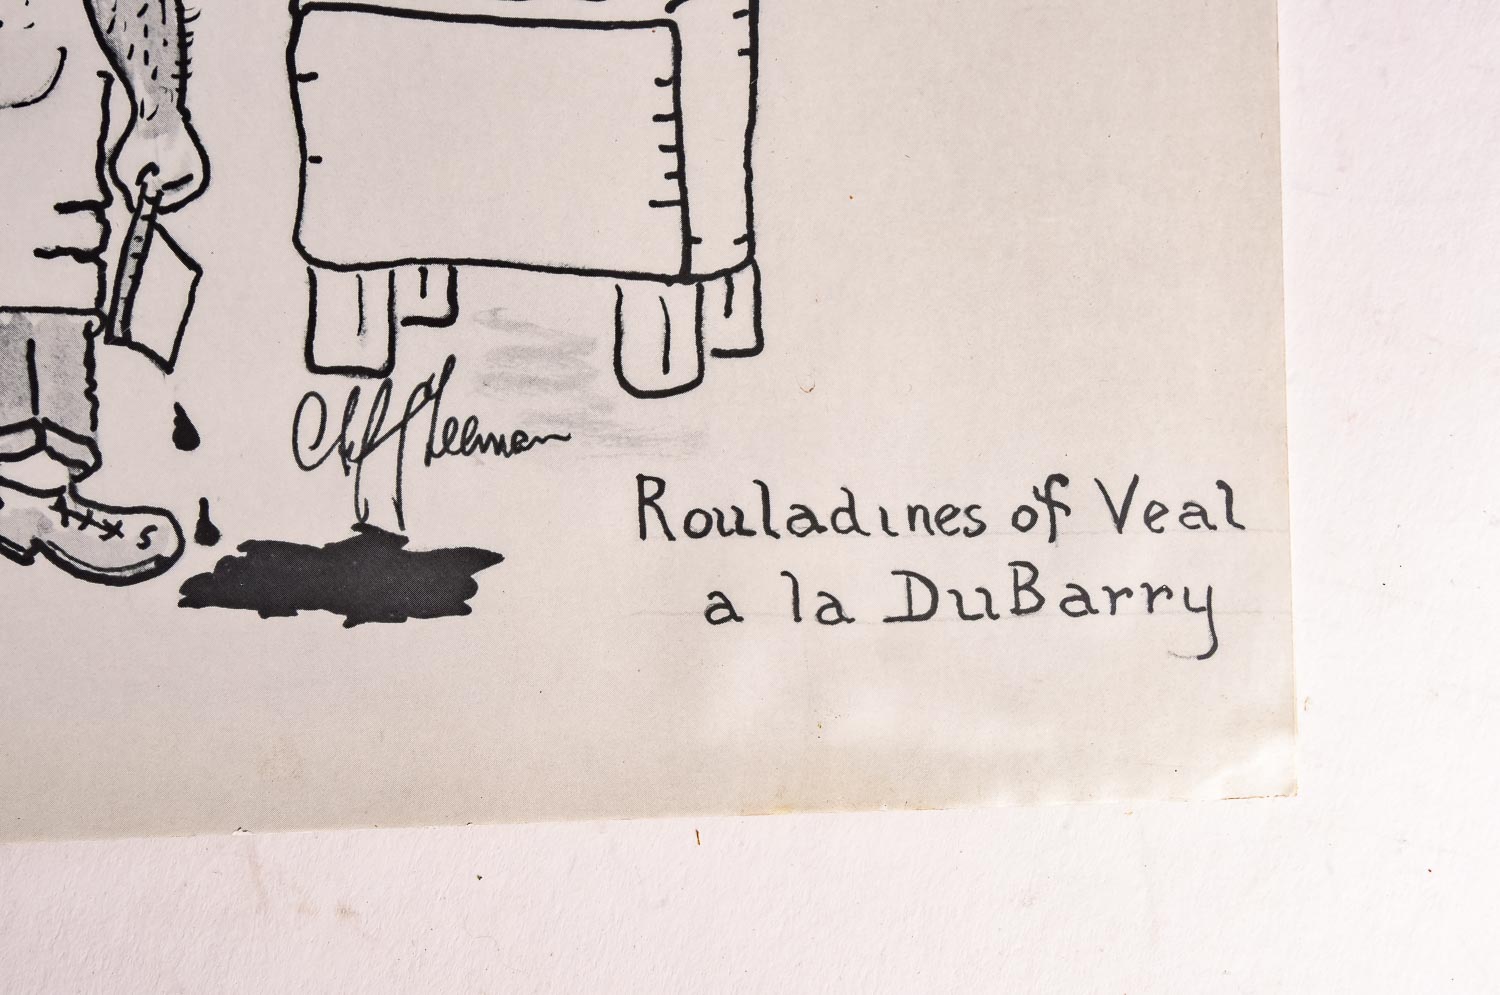 Rouladines of Veal
a la DuBarry